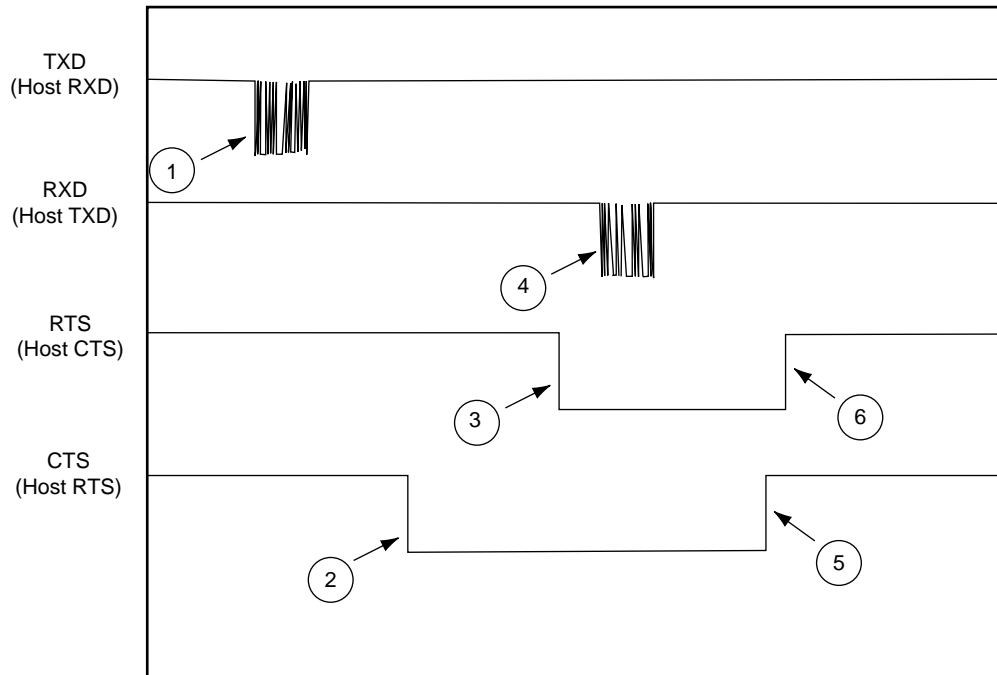 TXD
(Host RXD)
1
RXD
(Host TXD)
4
RTS
(Host CTS)
3
6
CTS
(Host RTS)
2
5